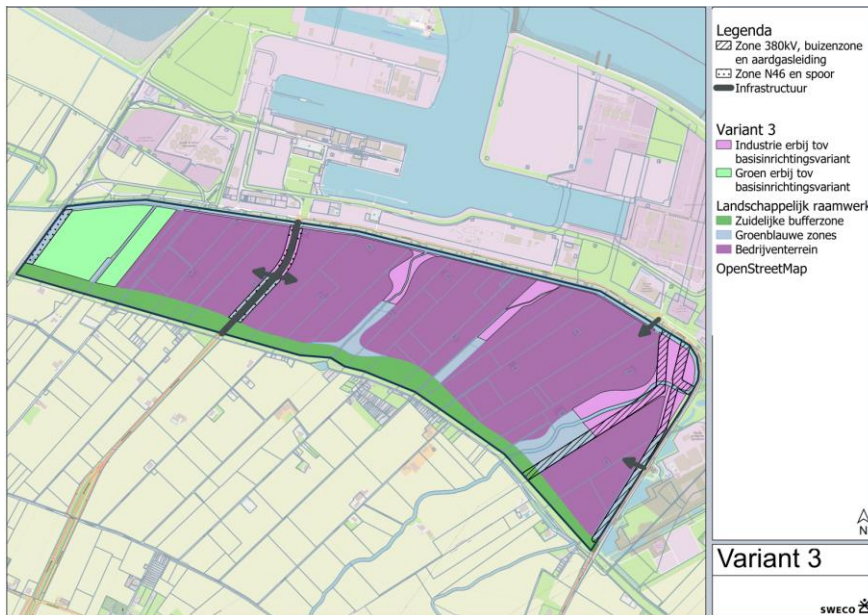 Legenda
Zone 380kV, buizenzone
en aardgasleiding
Zone N46 en spoor
Infrastructuur
Variant 3
Industrie erbij tov
basisinrichtingsvariant
Groen erbij tov
basisinrichtingsvariant
Landschappelijk raamwerk
Zuidelijke bufferzone
Groenblauwe zones
Bedrijventerrein
OpenStreetMap
N
Variant 3
SWECO